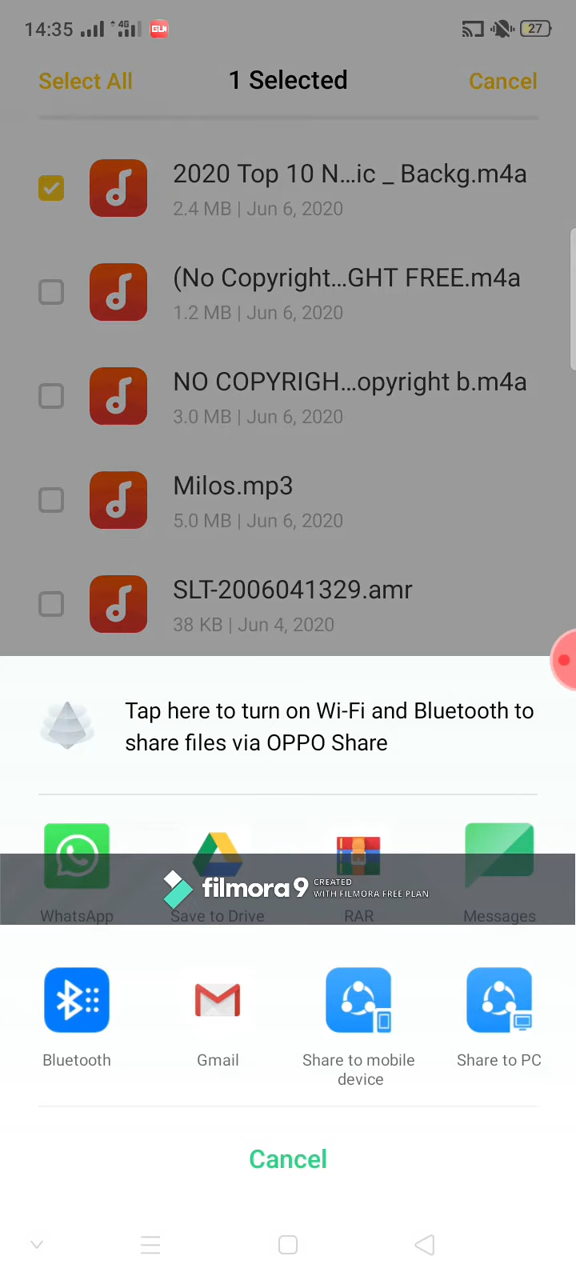 14:35 4G 27
Select All 1 Selected Cancel
2020 Top 10 N...ic _ Backg.m4a
2.4 MB | Jun 6, 2020
(No Copyright...GHT FREE.m4a
1.2 MB | Jun 6, 2020
NO COPYRIGH...opyright b.m4a
3.0 MB | Jun 6, 2020
Milos.mp3
5.0 MB | Jun 6, 2020
SLT-2006041329.amr
38 KB | Jun 4, 2020
Tap here to turn on Wi-Fi and Bluetooth to
share files via OPPO Share
filmora9 CREATED
WITH FILMORA FREE PLAN
WhatsApp Save to Drive RAR Messages
Bluetooth Gmail Share to mobile Share to PC
device
Cancel